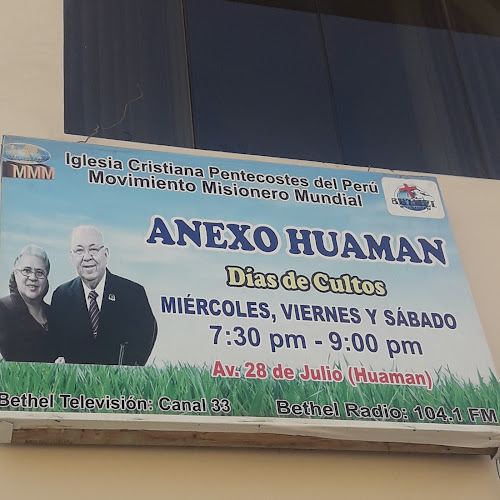 MMM
Iglesia Cristiana Pentecostes del Perú
Movimiento Misionero Mundial
ANEXO HUAMAN
Días de Cultos
MIÉRCOLES, VIERNES Y SÁBADO
7:30 pm - 9:00 pm
Av. 28 de Julio (Huaman)
Bethel Televisión: Canal 33
Bethel Radio: 104.1 FM